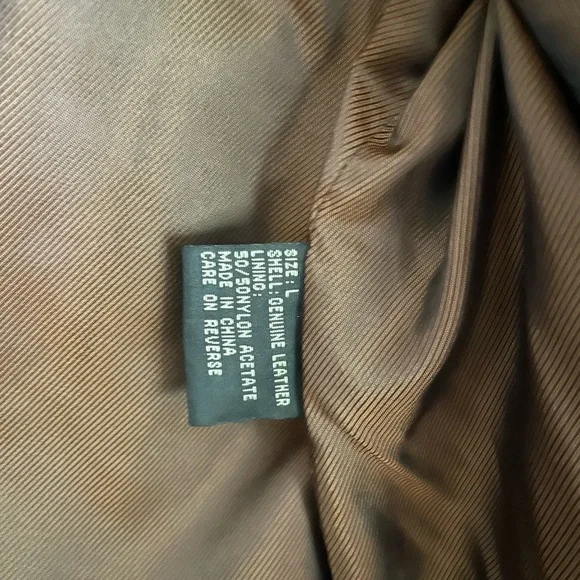 SIZE: L
SHELL: GENUINE LEATHER
LINING:
50/50NYLON ACETATE
MADE IN CHINA
CARE ON REVERSE